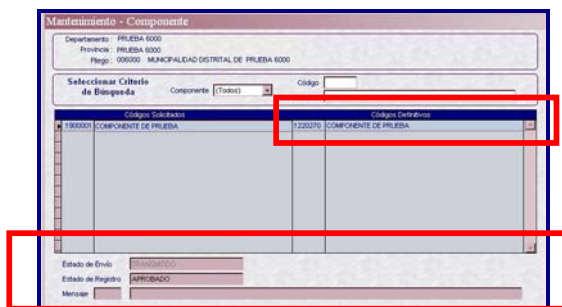 Mantenimiento - Componente
Departamento : PRUEBA 6000
Provincia : PRUEBA 6000
Pliego : 006000 MUNICIPALIDAD DISTRITAL DE PRUEBA 6000
Seleccionar Criterio de Búsqueda
Componente (Todos)
Código
Códigos Solicitados
Códigos Definitivos
1900001 COMPONENTE DE PRUEBA 1220270 COMPONENTE DE PRUEBA
Estado de Envío TRANSMITIDO
Estado de Registro APROBADO
Mensaje